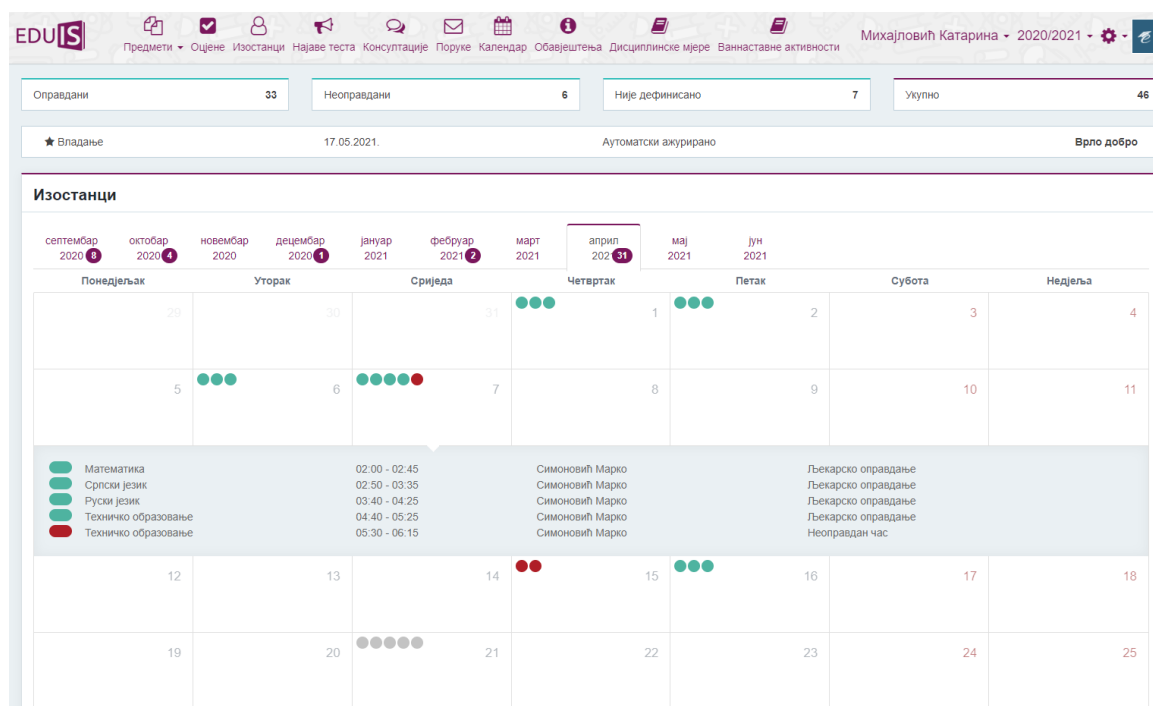 EDUIS
Предмети Оцјене Изостанци Најаве теста Консултације Поруке Календар Обавјештења Дисциплинске мјере Ваннаставне активности Михајловић Катарина 2020/2021
Оправдани 33 Неоправдани 6 Није дефинисано 7 Укупно 46
Владање 17.05.2021. Аутоматски ажурирано Врло добро
Изостанци
септембар октобар новембар децембар јануар фебруар март април мај јун
2020 8 2020 4 2020 2020 1 2021 2021 2 2021 202 31 2021 2021
Понедјељак Уторак Сриједа Четвртак Петак Субота Недјеља
29 30 31 1 2 3 4
5 6 7 8 9 10 11
Математика 02:00 - 02:45 Симоновић Марко Љекарско оправдање
Српски језик 02:50 - 03:35 Симоновић Марко Љекарско оправдање
Руски језик 03:40 - 04:25 Симоновић Марко Љекарско оправдање
Техничко образовање 04:40 - 05:25 Симоновић Марко Љекарско оправдање
Техничко образовање 05:30 - 06:15 Симоновић Марко Неоправдан час
12 13 14 15 16 17 18
19 20 21 22 23 24 25